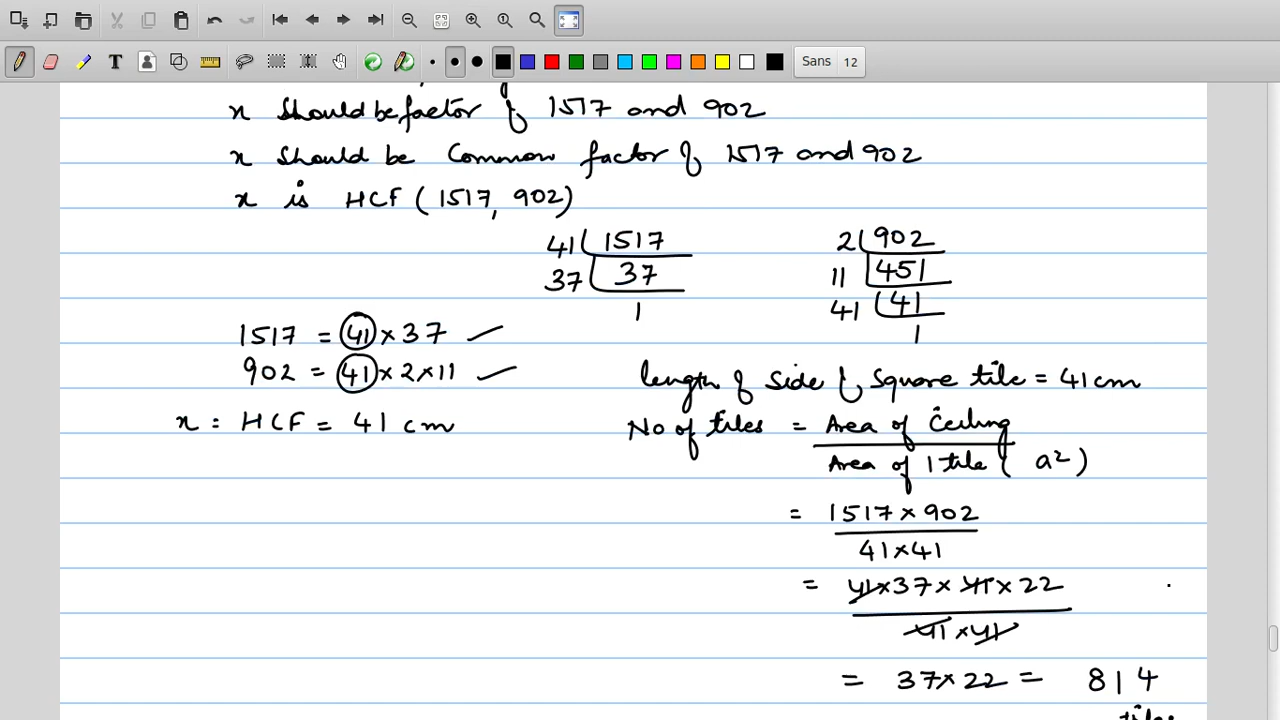 T Sans 12
x should be factor of 1517 and 902
x should be common factor of 1517 and 902
x is HCF (1517, 902)
41 | 1517
37 | 37
1
2 | 902
11 | 451
41 | 41
1
1517 = 41 × 37
902 = 41 × 2 × 11
x : HCF = 41 cm
length of side of square tile = 41 cm
No of tiles = Area of Ceiling
Area of 1 tile ( a²)
= 1517 × 902
41 × 41
= 41 × 37 × 41 × 22
41 × 41
= 37 × 22 = 814
tiles